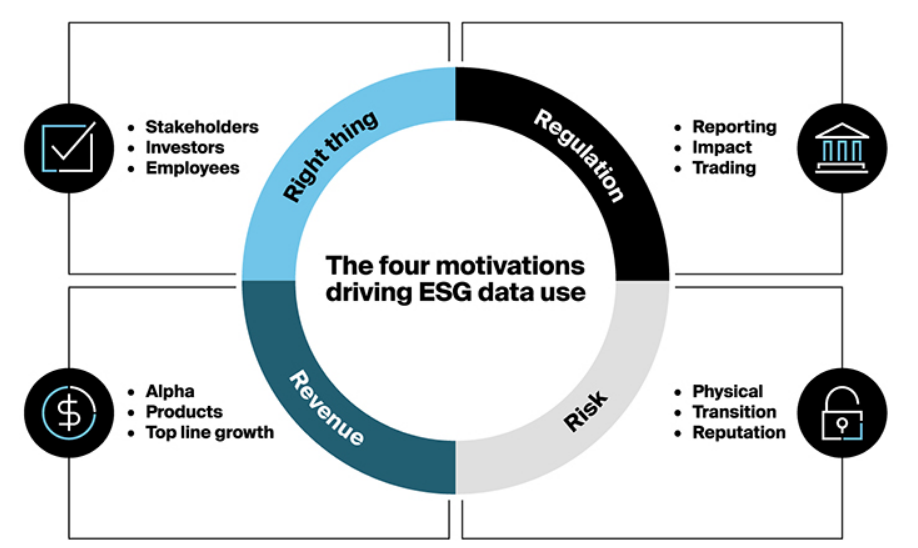 Right thing
• Stakeholders
• Investors
• Employees
Regulation
• Reporting
• Impact
• Trading
The four motivations
driving ESG data use
Revenue
• Alpha
• Products
• Top line growth
Risk
• Physical
• Transition
• Reputation